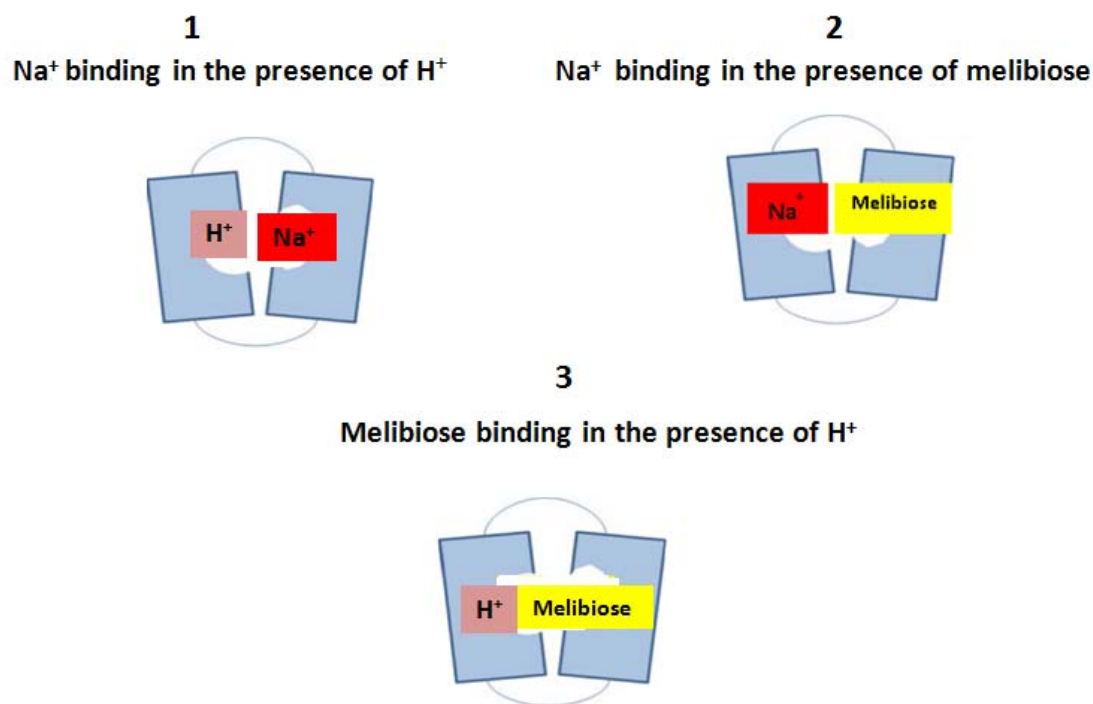 1
Na⁺ binding in the presence of H⁺
H⁺
Na⁺
2
Na⁺ binding in the presence of melibiose
Na⁺
Melibiose
3
Melibiose binding in the presence of H⁺
H⁺
Melibiose